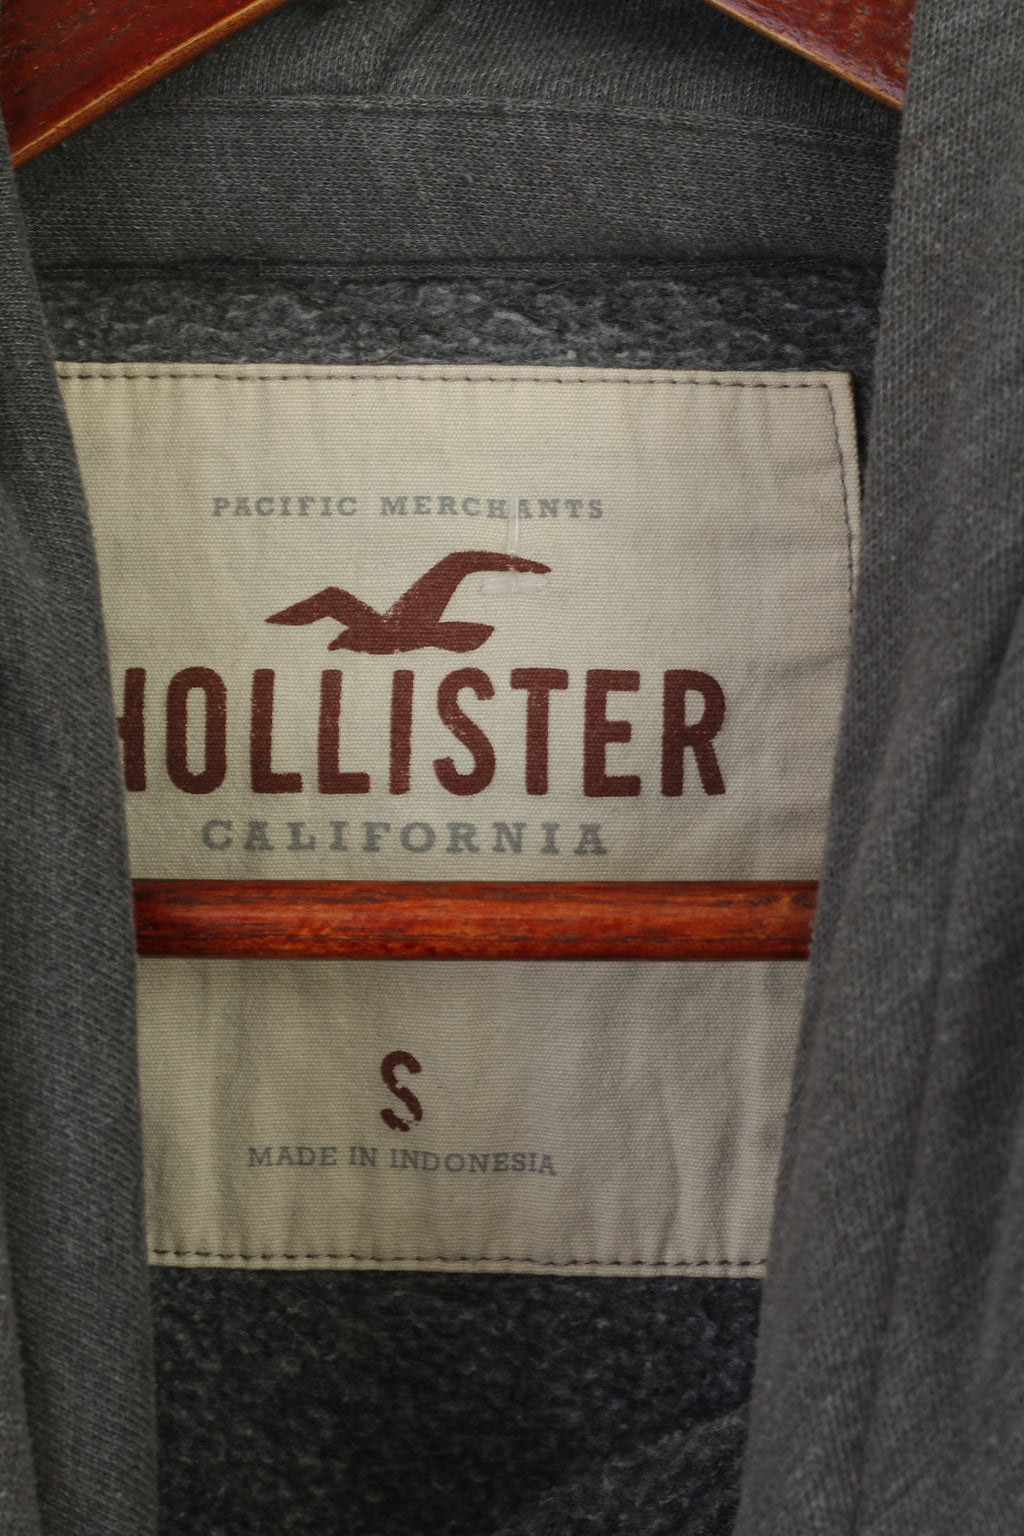 PACIFIC MERCHANTS
HOLLISTER
CALIFORNIA
S
MADE IN INDONESIA